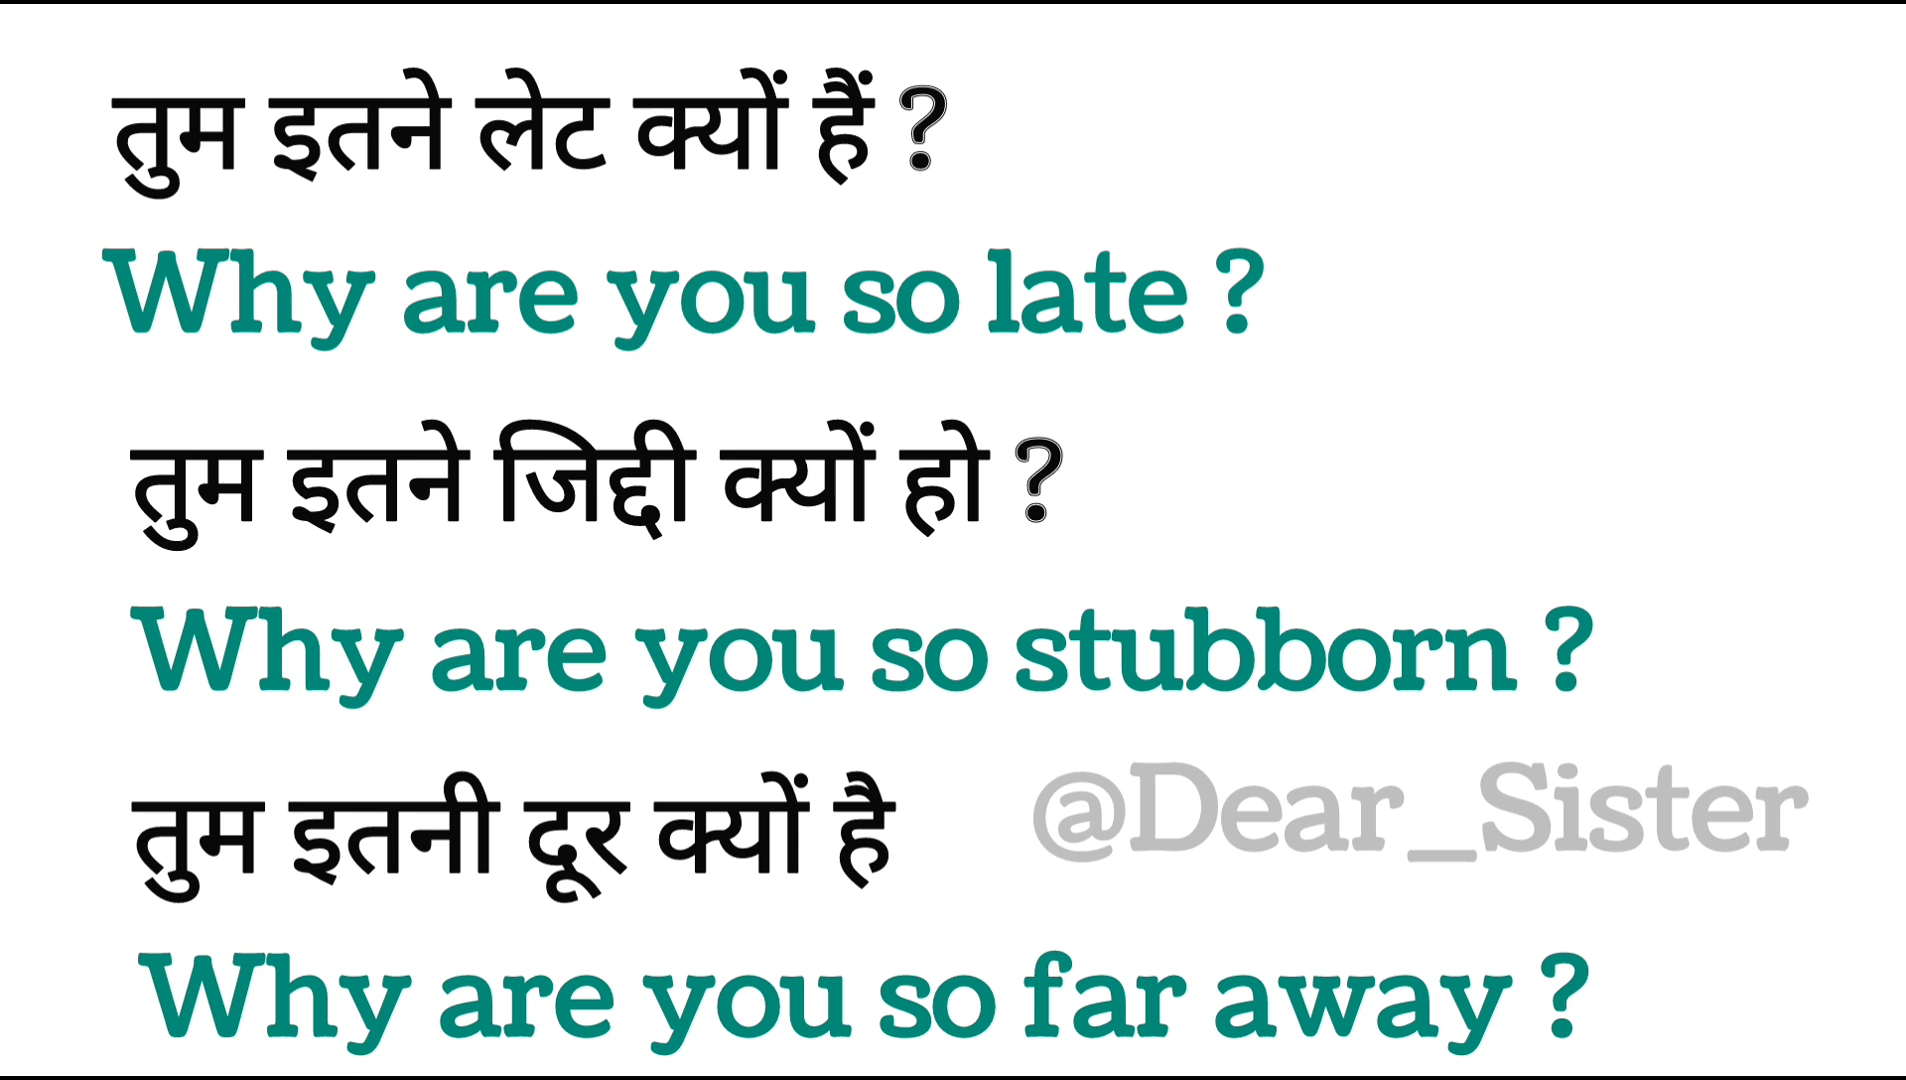 तुम इतने लेट क्यों हैं ?
Why are you so late ?
तुम इतने जिद्दी क्यों हो ?
Why are you so stubborn ?
तुम इतनी दूर क्यों है
@Dear_Sister
Why are you so far away ?